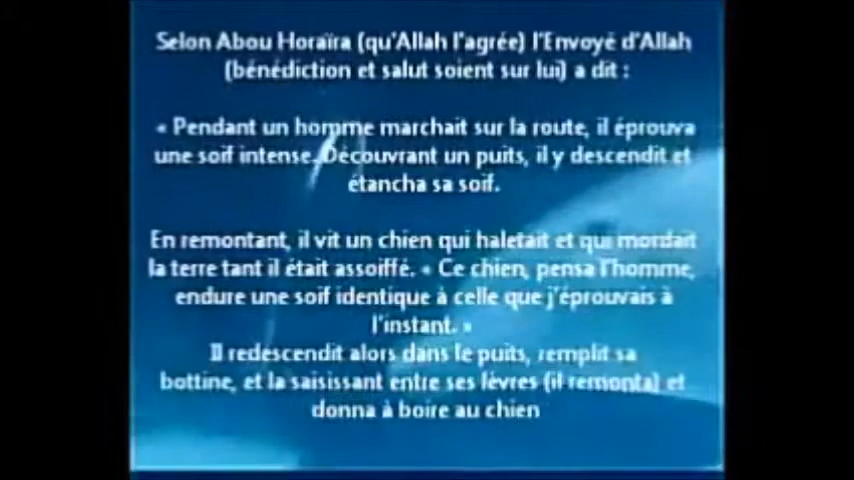 Selon Abou Horaïra (qu'Allah l'agrée) l'Envoyé d'Allah
(bénédiction et salut soient sur lui) a dit :
« Pendant un homme marchait sur la route, il éprouva
une soif intense. Découvrant un puits, il y descendit et
étancha sa soif.
En remontant, il vit un chien qui haletait et qui mordait
la terre tant il était assoiffé. « Ce chien, pensa l'homme,
endure une soif identique à celle que j'éprouvais à
l'instant. »
Il redescendit alors dans le puits, remplit sa
bottine, et la saisissant entre ses lèvres (il remonta) et
donna à boire au chien